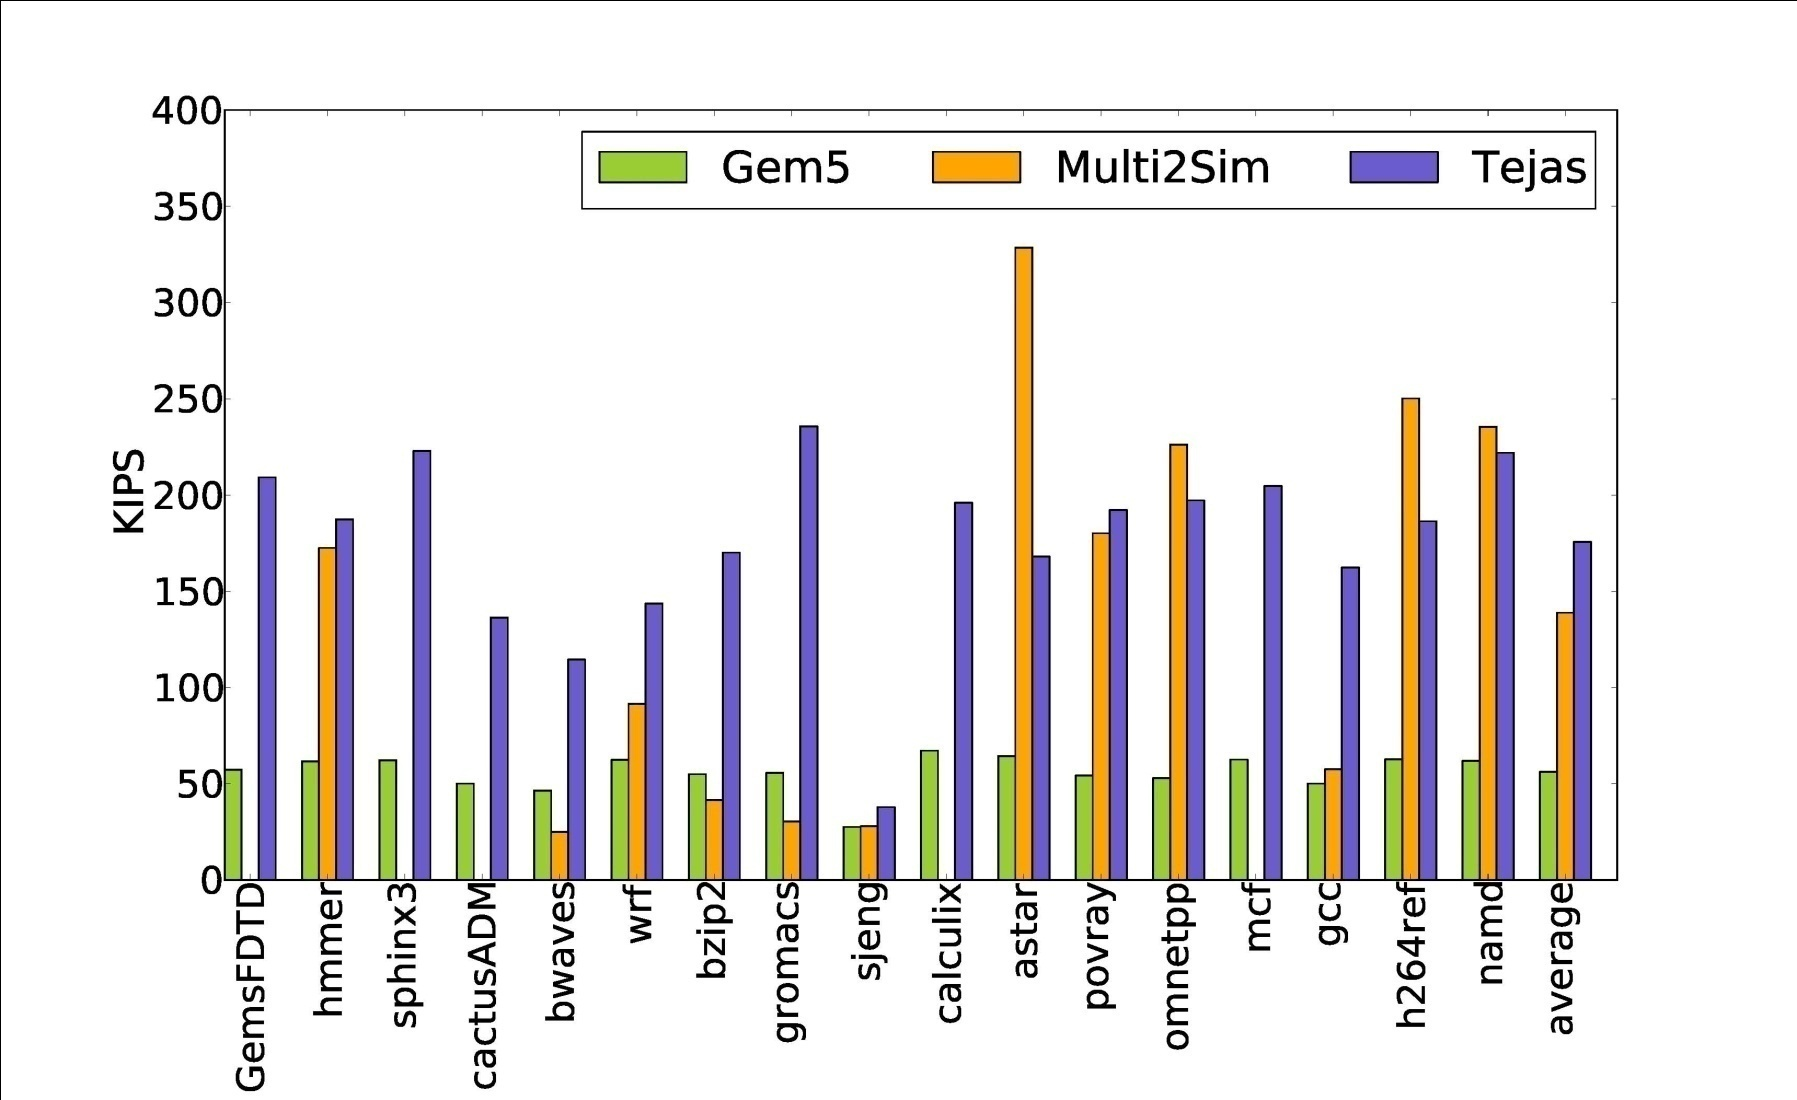 400
350
300
250
200
150
100
50
0
KIPS
Gem5 Multi2Sim Tejas
GemsFDTD
hmmer
sphinx3
cactusADM
bwaves
wrf
bzip2
gromacs
sjeng
calculix
astar
povray
omnetpp
mcf
gcc
h264ref
namd
average